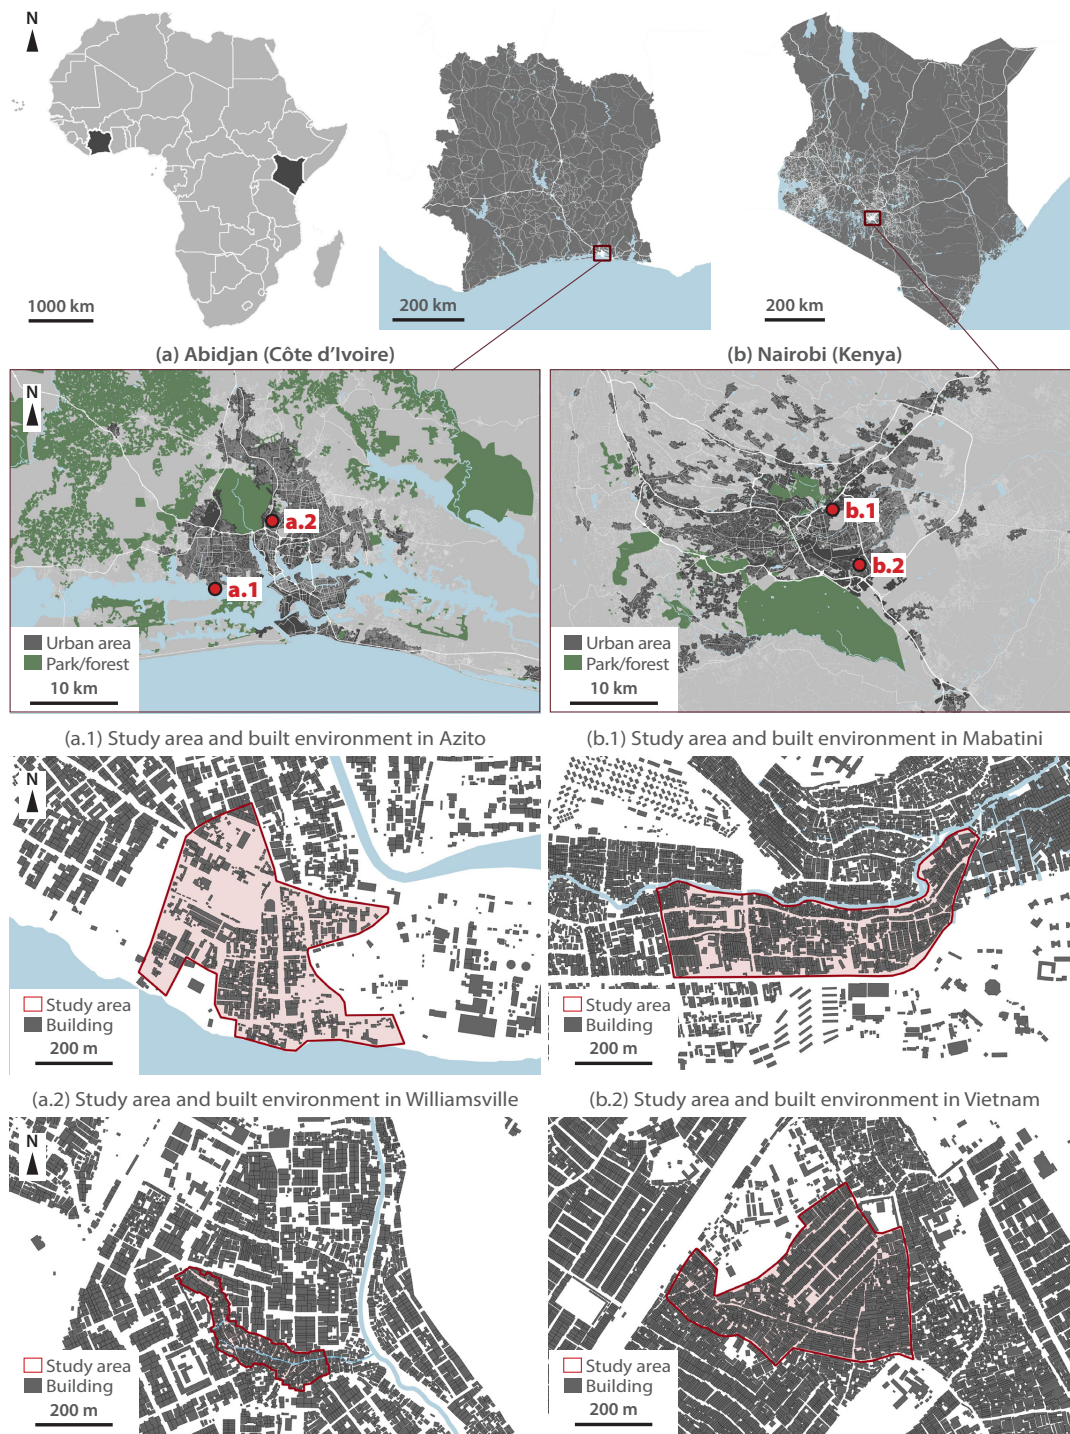 N
1000 km
200 km
200 km
(a) Abidjan (Côte d'Ivoire)
(b) Nairobi (Kenya)
N
a.2
a.1
Urban area
Park/forest
10 km
b.1
b.2
Urban area
Park/forest
10 km
(a.1) Study area and built environment in Azito
(b.1) Study area and built environment in Mabatini
N
Study area
Building
200 m
Study area
Building
200 m
(a.2) Study area and built environment in Williamsville
(b.2) Study area and built environment in Vietnam
N
Study area
Building
200 m
Study area
Building
200 m